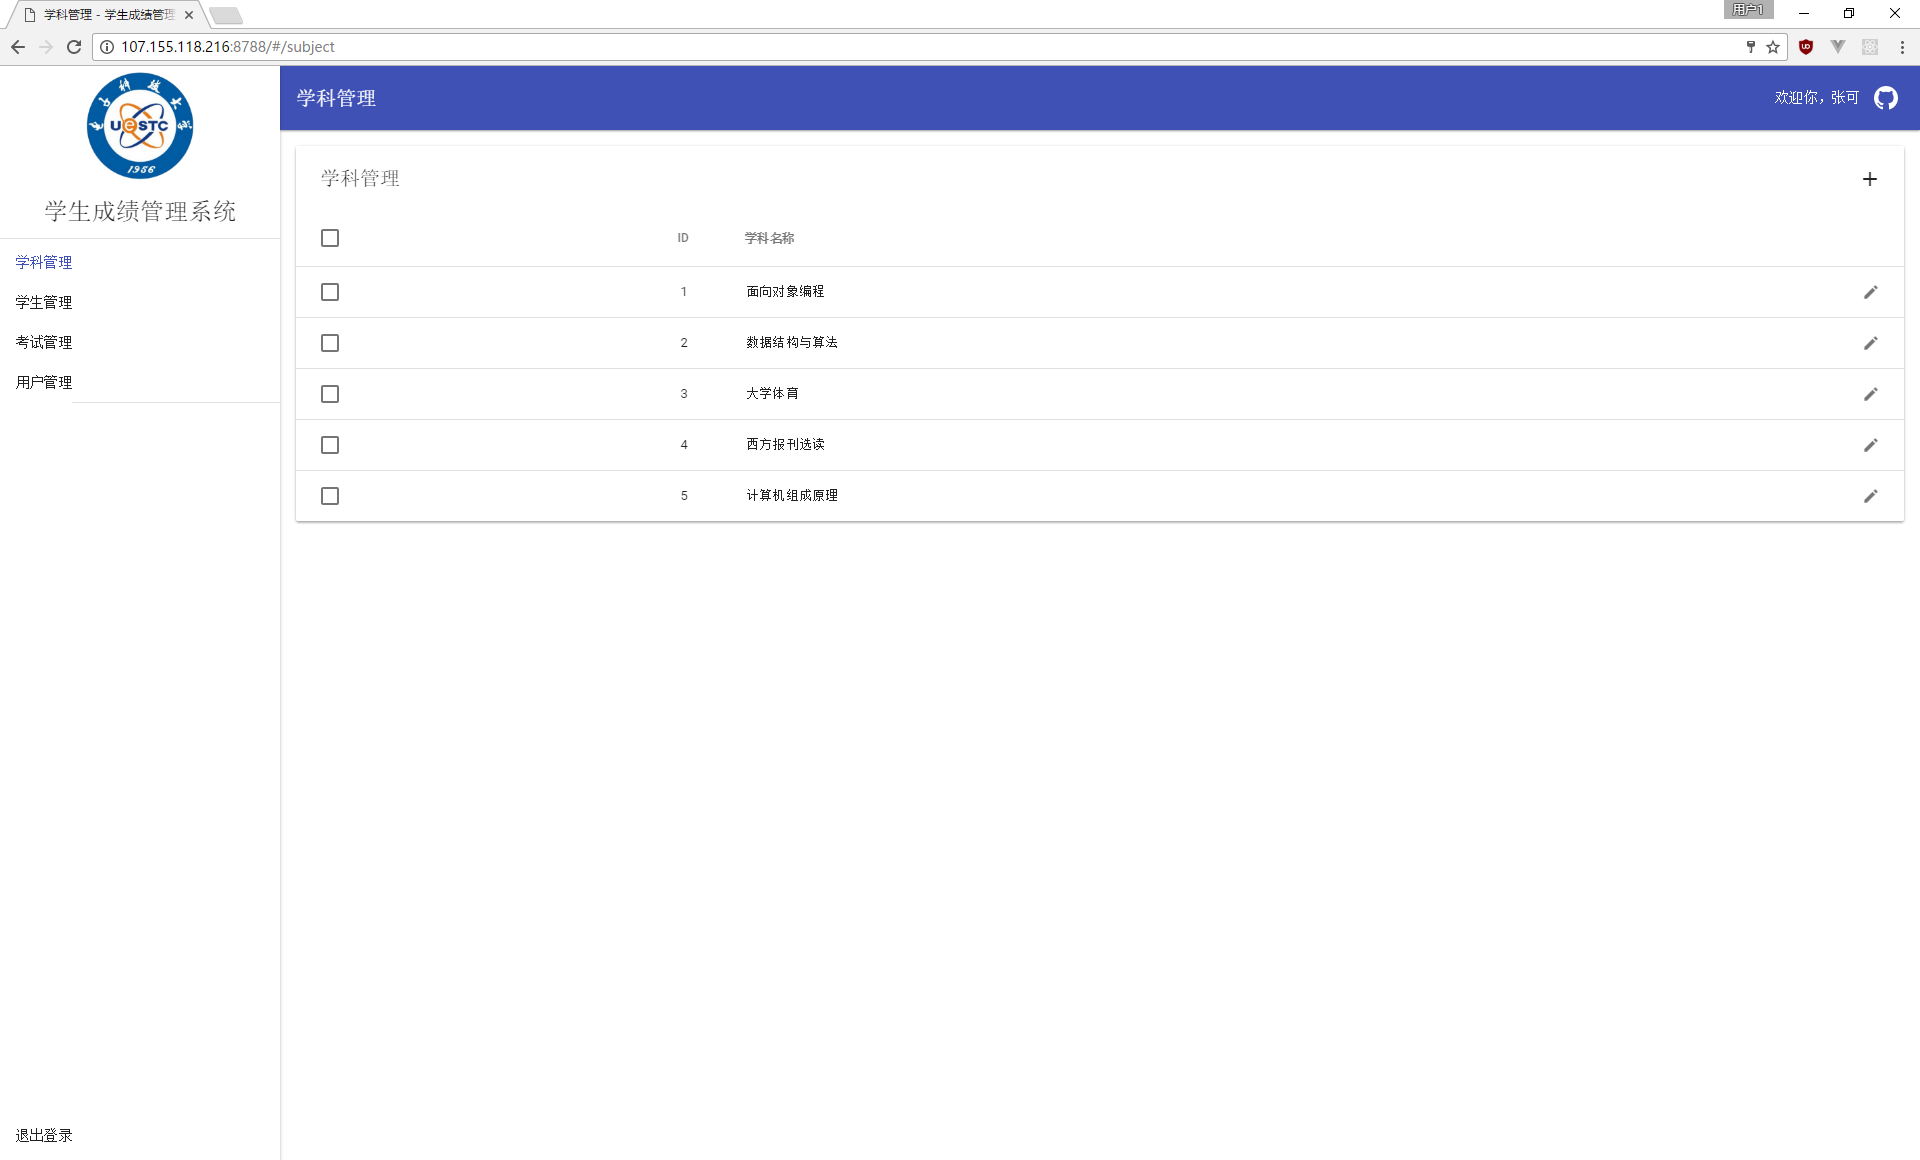 学科管理 - 学生成绩管理
用户1
107.155.118.216:8788/#/subject
UESTC
1956
学生成绩管理系统
学科管理
学生管理
考试管理
用户管理
退出登录
学科管理
欢迎你，张可
学科管理
ID 学科名称
1 面向对象编程
2 数据结构与算法
3 大学体育
4 西方报刊选读
5 计算机组成原理